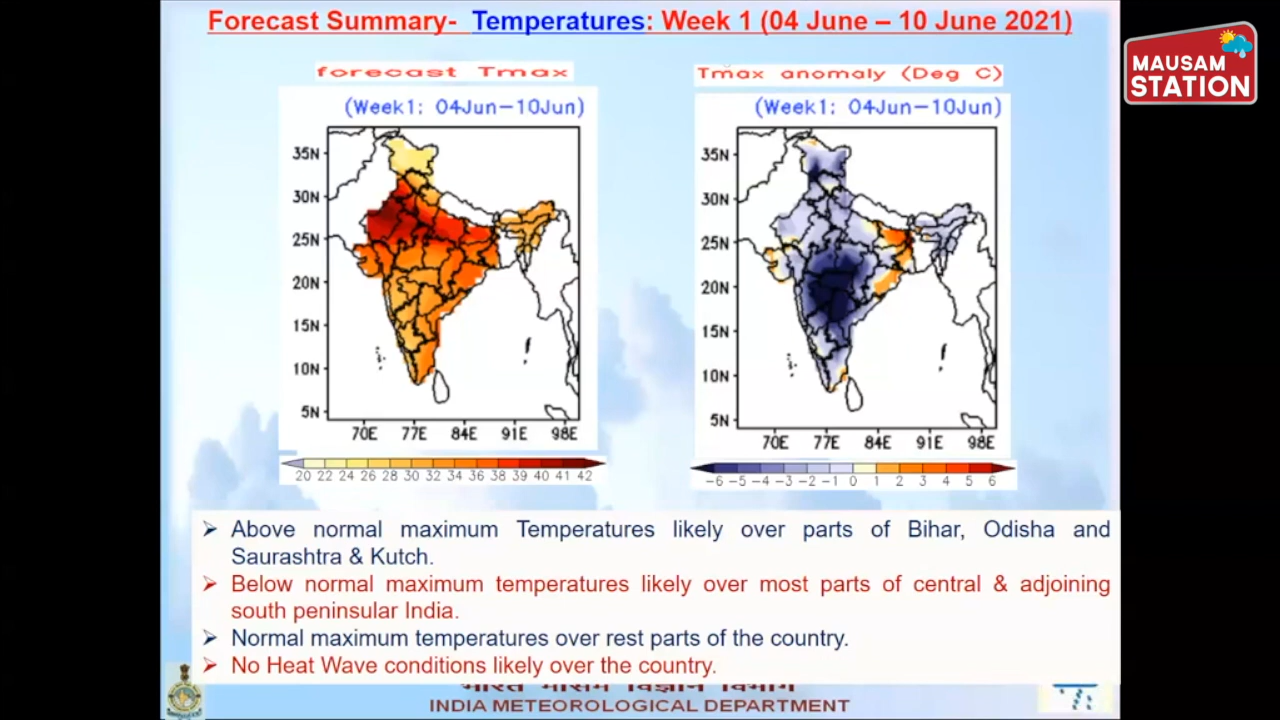 Forecast Summary- Temperatures: Week 1 (04 June – 10 June 2021)
MAUSAM
STATION
forecast Tmax
Tmax anomaly (Deg C)
(Week1: 04Jun−10Jun)
(Week1: 04Jun−10Jun)
35N
30N
25N
20N
15N
10N
5N
70E 77E 84E 91E 98E
20 22 24 26 28 30 32 34 36 38 39 40 41 42
35N
30N
25N
20N
15N
10N
5N
70E 77E 84E 91E 98E
−6 −5 −4 −3 −2 −1 0 1 2 3 4 5 6
➢ Above normal maximum Temperatures likely over parts of Bihar, Odisha and
Saurashtra & Kutch.
➢ Below normal maximum temperatures likely over most parts of central & adjoining
south peninsular India.
➢ Normal maximum temperatures over rest parts of the country.
➢ No Heat Wave conditions likely over the country.
भारत मौसम विज्ञान विभाग
INDIA METEOROLOGICAL DEPARTMENT